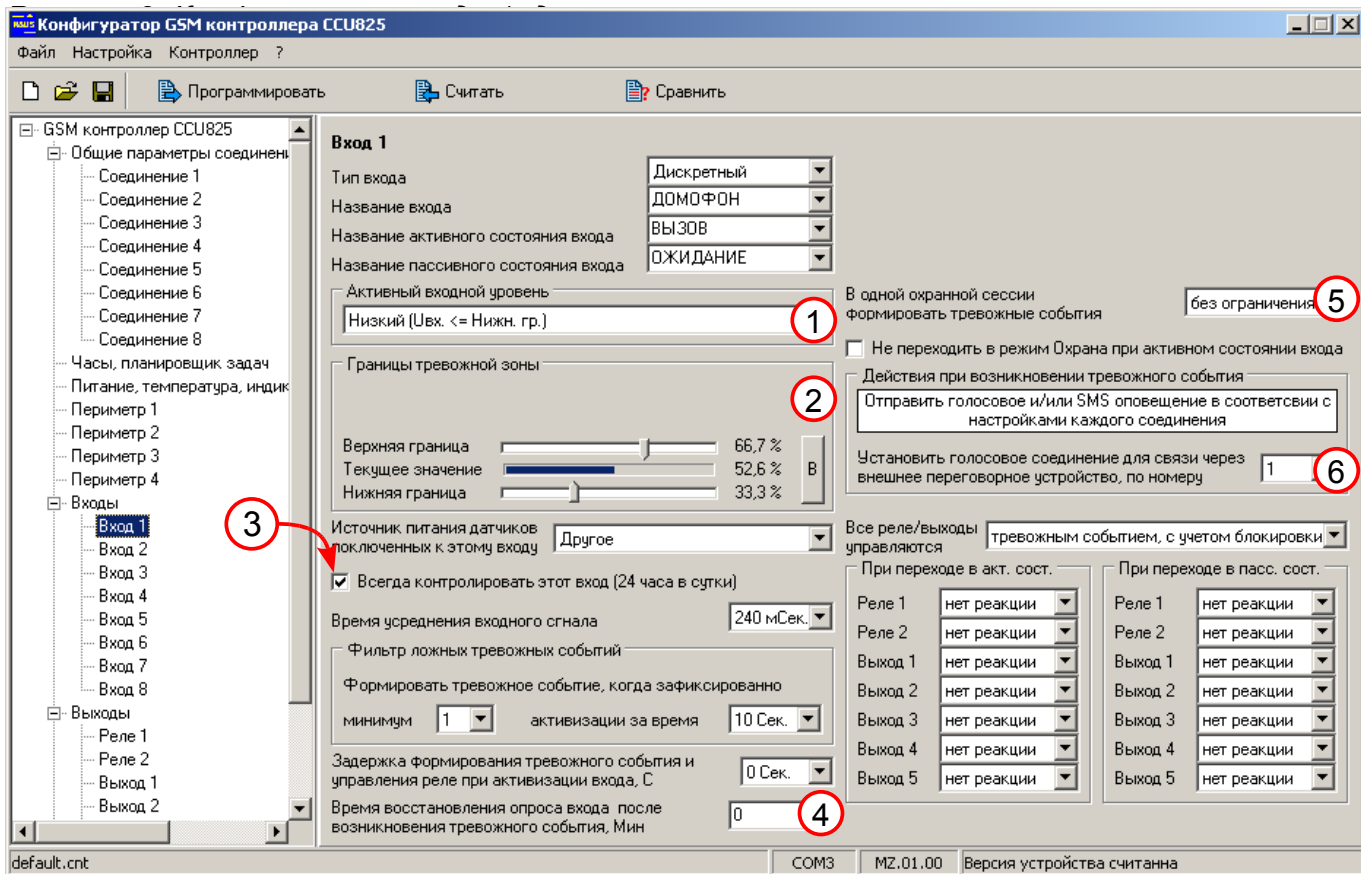 Конфигуратор GSM контроллера CCU825
Файл Настройка Контроллер ?
Программировать Считать Сравнить
GSM контроллер CCU825
Общие параметры соединен
Соединение 1
Соединение 2
Соединение 3
Соединение 4
Соединение 5
Соединение 6
Соединение 7
Соединение 8
Часы, планировщик задач
Питание, температура, индик
Периметр 1
Периметр 2
Периметр 3
Периметр 4
Входы
Вход 1
Вход 2
Вход 3
Вход 4
Вход 5
Вход 6
Вход 7
Вход 8
Выходы
Реле 1
Реле 2
Выход 1
Выход 2
Вход 1
Тип входа Дискретный
Название входа ДОМОФОН
Название активного состояния входа ВЫЗОВ
Название пассивного состояния входа ОЖИДАНИЕ
Активный входной уровень
Низкий (Uвх. <= Нижн. гр.) 1
Границы тревожной зоны
2
Верхняя граница 66,7 %
Текущее значение 52,6 % В
Нижняя граница 33,3 %
3
Источник питания датчиков
поключенных к этому входу Другое
Всегда контролировать этот вход (24 часа в сутки)
Время усреднения входного сгнала 240 мСек.
Фильтр ложных тревожных событий
Формировать тревожное событие, когда зафиксированно
минимум 1 активизации за время 10 Сек.
Задержка формирования тревожного события и
управления реле при активизации входа, С 0 Сек.
Время восстановления опроса входа после
возникновения тревожного события, Мин 0 4
В одной охранной сессии
формировать тревожные события без ограничения 5
Не переходить в режим Охрана при активном состоянии входа
Действия при возникновении тревожного события
Отправить голосовое и/или SMS оповещение в соответсвии с
настройками каждого соединения
Установить голосовое соединение для связи через
внешнее переговорное устройство, по номеру 1 6
Все реле/выходы
управляются тревожным событием, с учетом блокировки
При переходе в акт. сост.
Реле 1 нет реакции
Реле 2 нет реакции
Выход 1 нет реакции
Выход 2 нет реакции
Выход 3 нет реакции
Выход 4 нет реакции
Выход 5 нет реакции
При переходе в пасс. сост.
Реле 1 нет реакции
Реле 2 нет реакции
Выход 1 нет реакции
Выход 2 нет реакции
Выход 3 нет реакции
Выход 4 нет реакции
Выход 5 нет реакции
default.cnt COM3 MZ.01.00 Версия устройства считанна